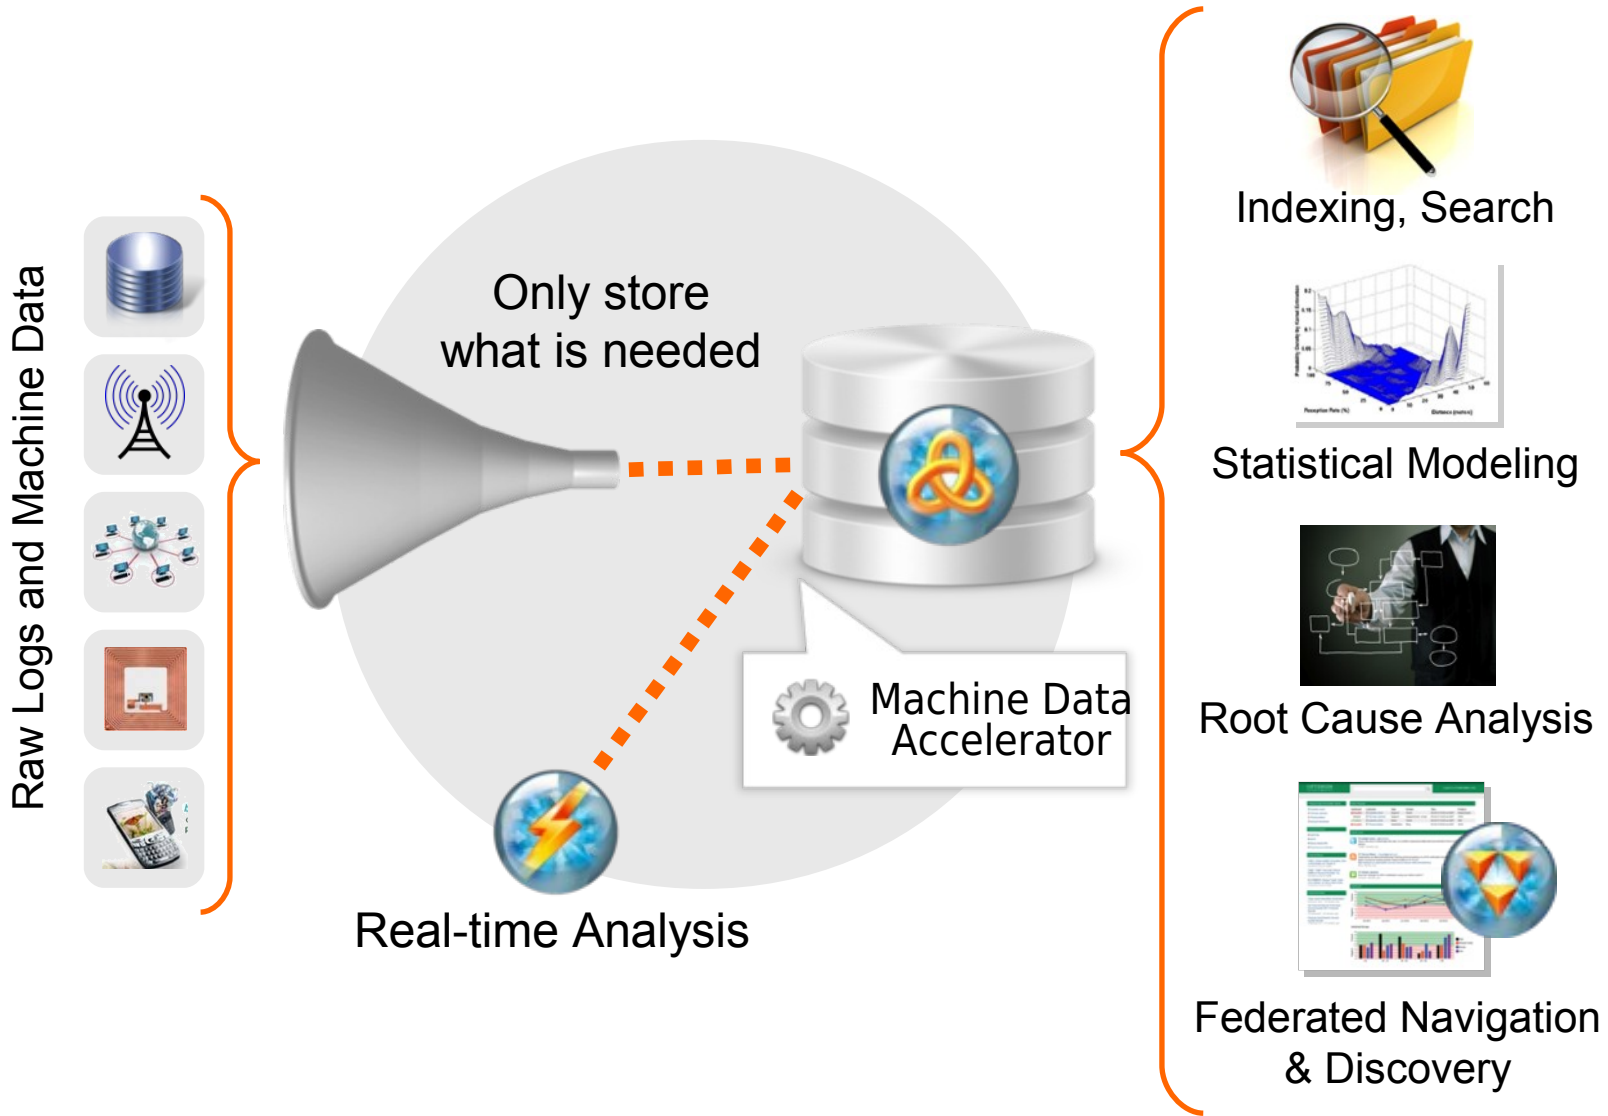 Raw Logs and Machine Data
Only store
what is needed
Machine Data
Accelerator
Real-time Analysis
Indexing, Search
Statistical Modeling
Root Cause Analysis
Federated Navigation
& Discovery